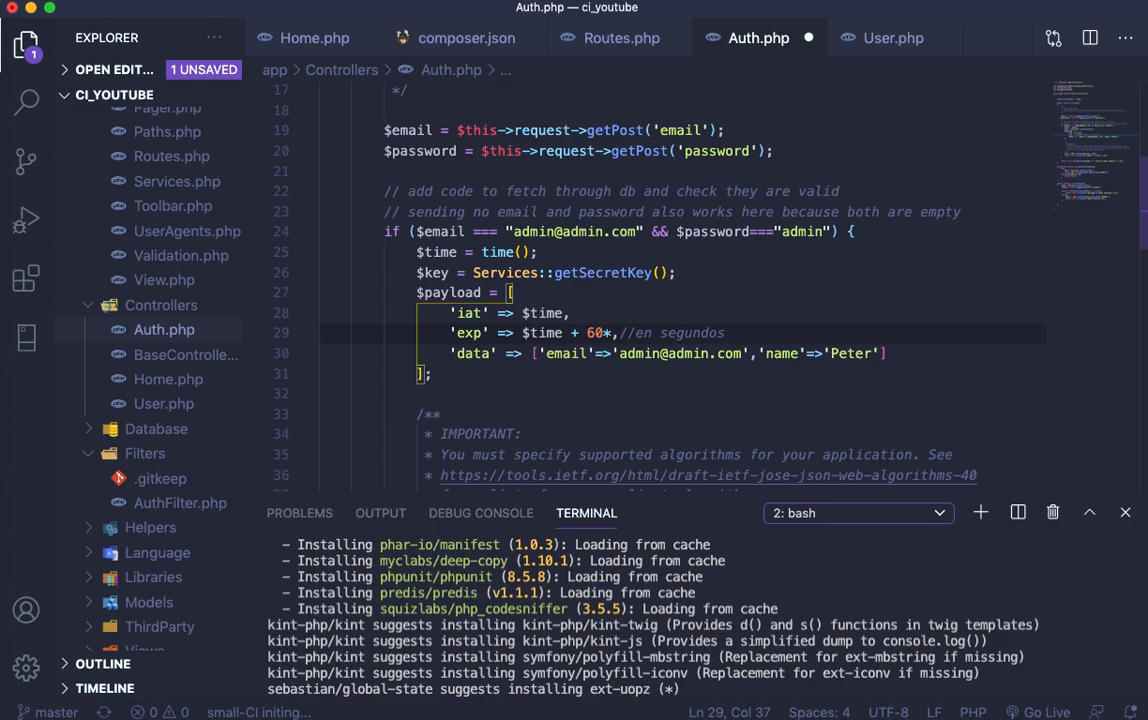 Auth.php — ci_youtube
EXPLORER
Home.php
composer.json
Routes.php
Auth.php
User.php
OPEN EDIT... 1 UNSAVED
app > Controllers > Auth.php > ...
1
CI_YOUTUBE
Pager.php
Paths.php
Routes.php
Services.php
Toolbar.php
UserAgents.php
Validation.php
View.php
Controllers
Auth.php
BaseControlle...
Home.php
User.php
Database
Filters
.gitkeep
AuthFilter.php
Helpers
Language
Libraries
Models
ThirdParty
Views
OUTLINE
TIMELINE
17 */
18
19 $email = $this->request->getPost('email');
20 $password = $this->request->getPost('password');
21
22 // add code to fetch through db and check they are valid
23 // sending no email and password also works here because both are empty
24 if ($email === "admin@admin.com" && $password==="admin") {
25 $time = time();
26 $key = Services::getSecretKey();
27 $payload = [
28 'iat' => $time,
29 'exp' => $time + 60*,//en segundos
30 'data' => ['email'=>'admin@admin.com','name'=>'Peter']
31 ];
32
33 /**
34 * IMPORTANT:
35 * You must specify supported algorithms for your application. See
36 * https://tools.ietf.org/html/draft-ietf-jose-json-web-algorithms-40
PROBLEMS OUTPUT DEBUG CONSOLE TERMINAL 2: bash
- Installing phar-io/manifest (1.0.3): Loading from cache
- Installing myclabs/deep-copy (1.10.1): Loading from cache
- Installing phpunit/phpunit (8.5.8): Loading from cache
- Installing predis/predis (v1.1.1): Loading from cache
- Installing squizlabs/php_codesniffer (3.5.5): Loading from cache
kint-php/kint suggests installing kint-php/kint-twig (Provides d() and s() functions in twig templates)
kint-php/kint suggests installing kint-php/kint-js (Provides a simplified dump to console.log())
kint-php/kint suggests installing symfony/polyfill-mbstring (Replacement for ext-mbstring if missing)
kint-php/kint suggests installing symfony/polyfill-iconv (Replacement for ext-iconv if missing)
sebastian/global-state suggests installing ext-uopz (*)
master 0 0 small-CI initing... Ln 29, Col 37 Spaces: 4 UTF-8 LF PHP Go Live